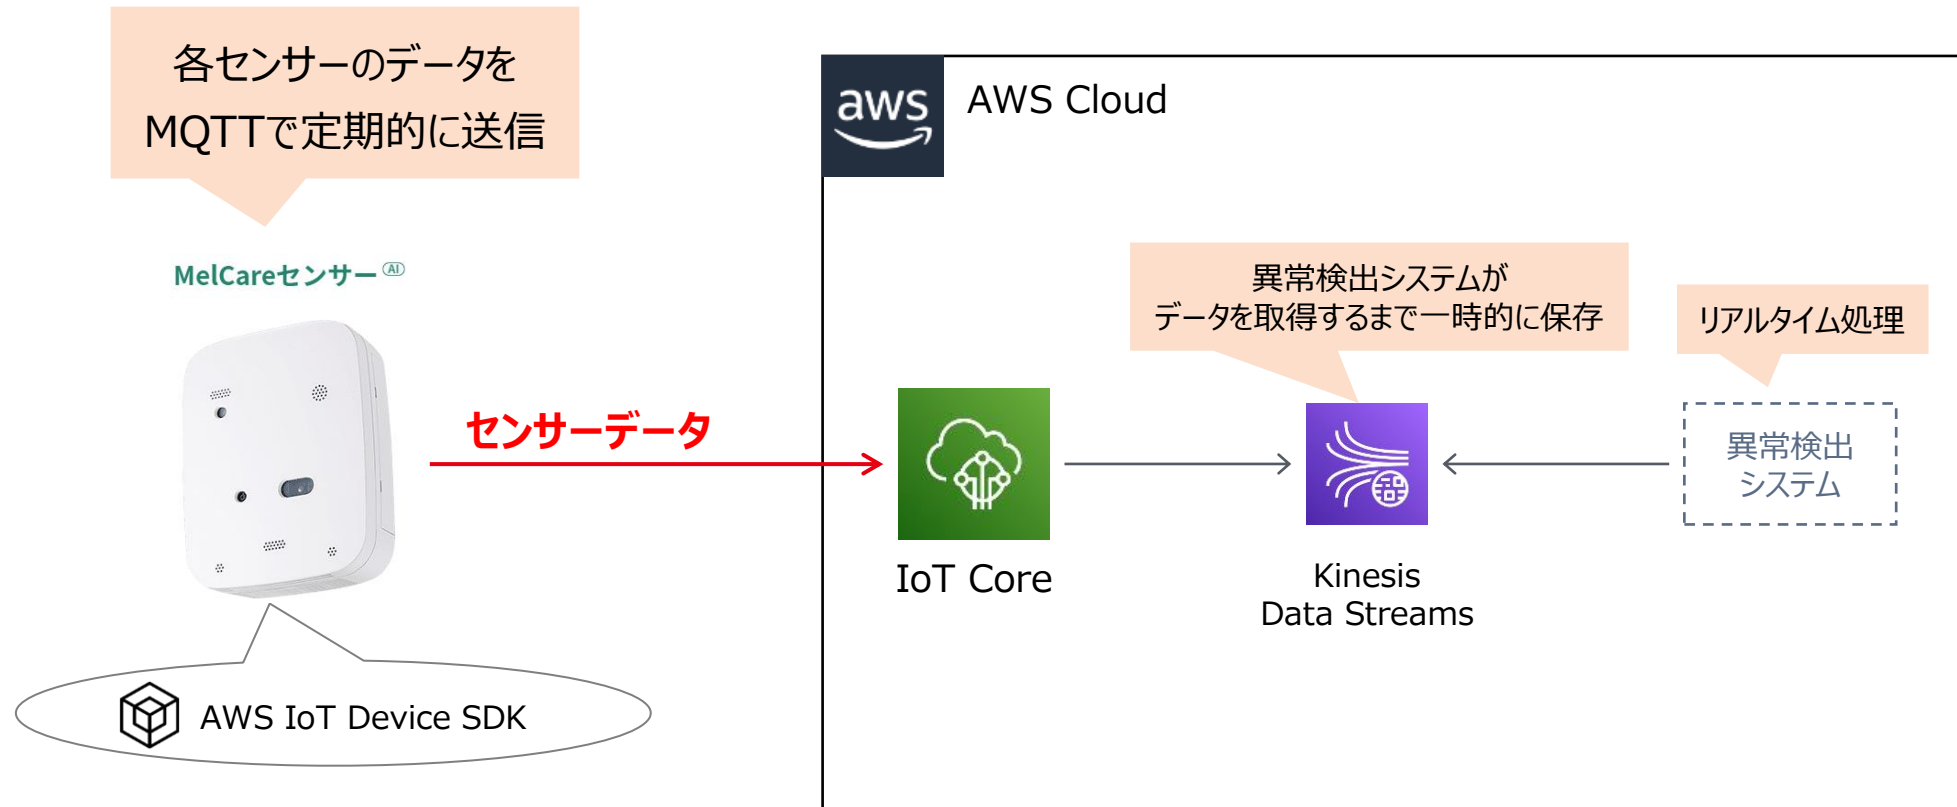 各センサーのデータを
MQTTで定期的に送信
MelCareセンサー AI
センサーデータ
AWS IoT Device SDK
aws
AWS Cloud
異常検出システムが
データを取得するまで一時的に保存
リアルタイム処理
IoT Core
Kinesis
Data Streams
異常検出
システム